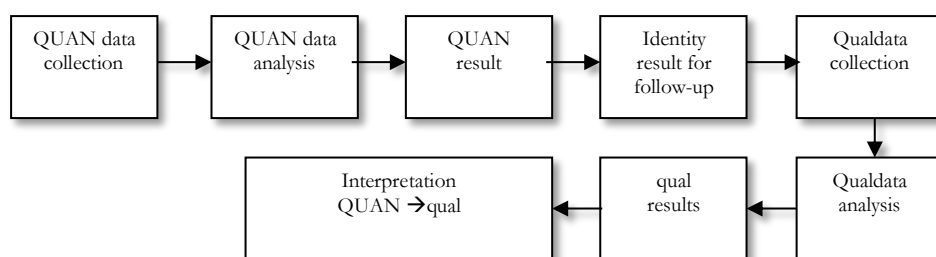 QUAN data
collection
QUAN data
analysis
QUAN
result
Identity
result for
follow-up
Qualdata
collection
Qualdata
analysis
qual
results
Interpretation
QUAN →qual